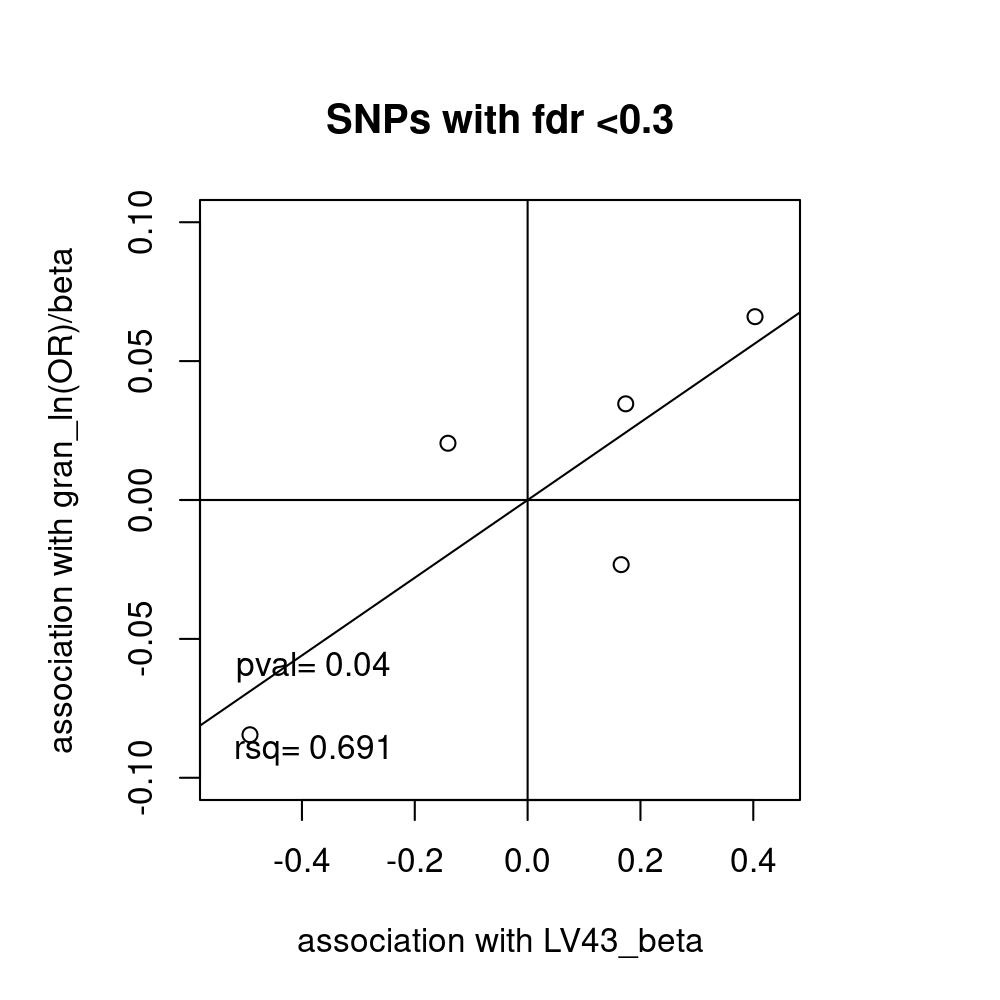 SNPs with fdr <0.3
association with gran_ln(OR)/beta
0.10
0.05
0.00
-0.05
-0.10
pval= 0.04
rsq= 0.691
-0.4 -0.2 0.0 0.2 0.4
association with LV43_beta